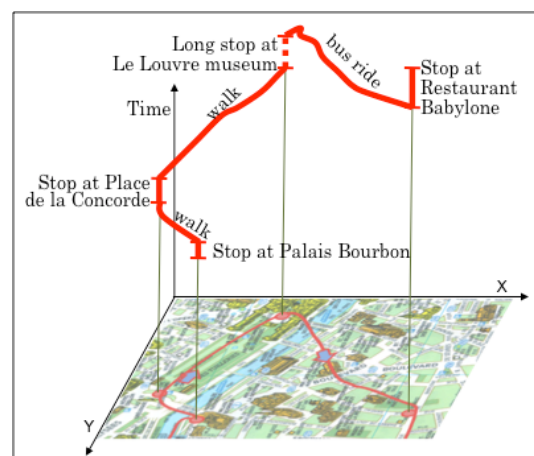 Long stop at
Le Louvre museum
bus ride
Stop at
Restaurant
Babylone
walk
Time
Stop at Place
de la Concorde
walk
Stop at Palais Bourbon
X
Y